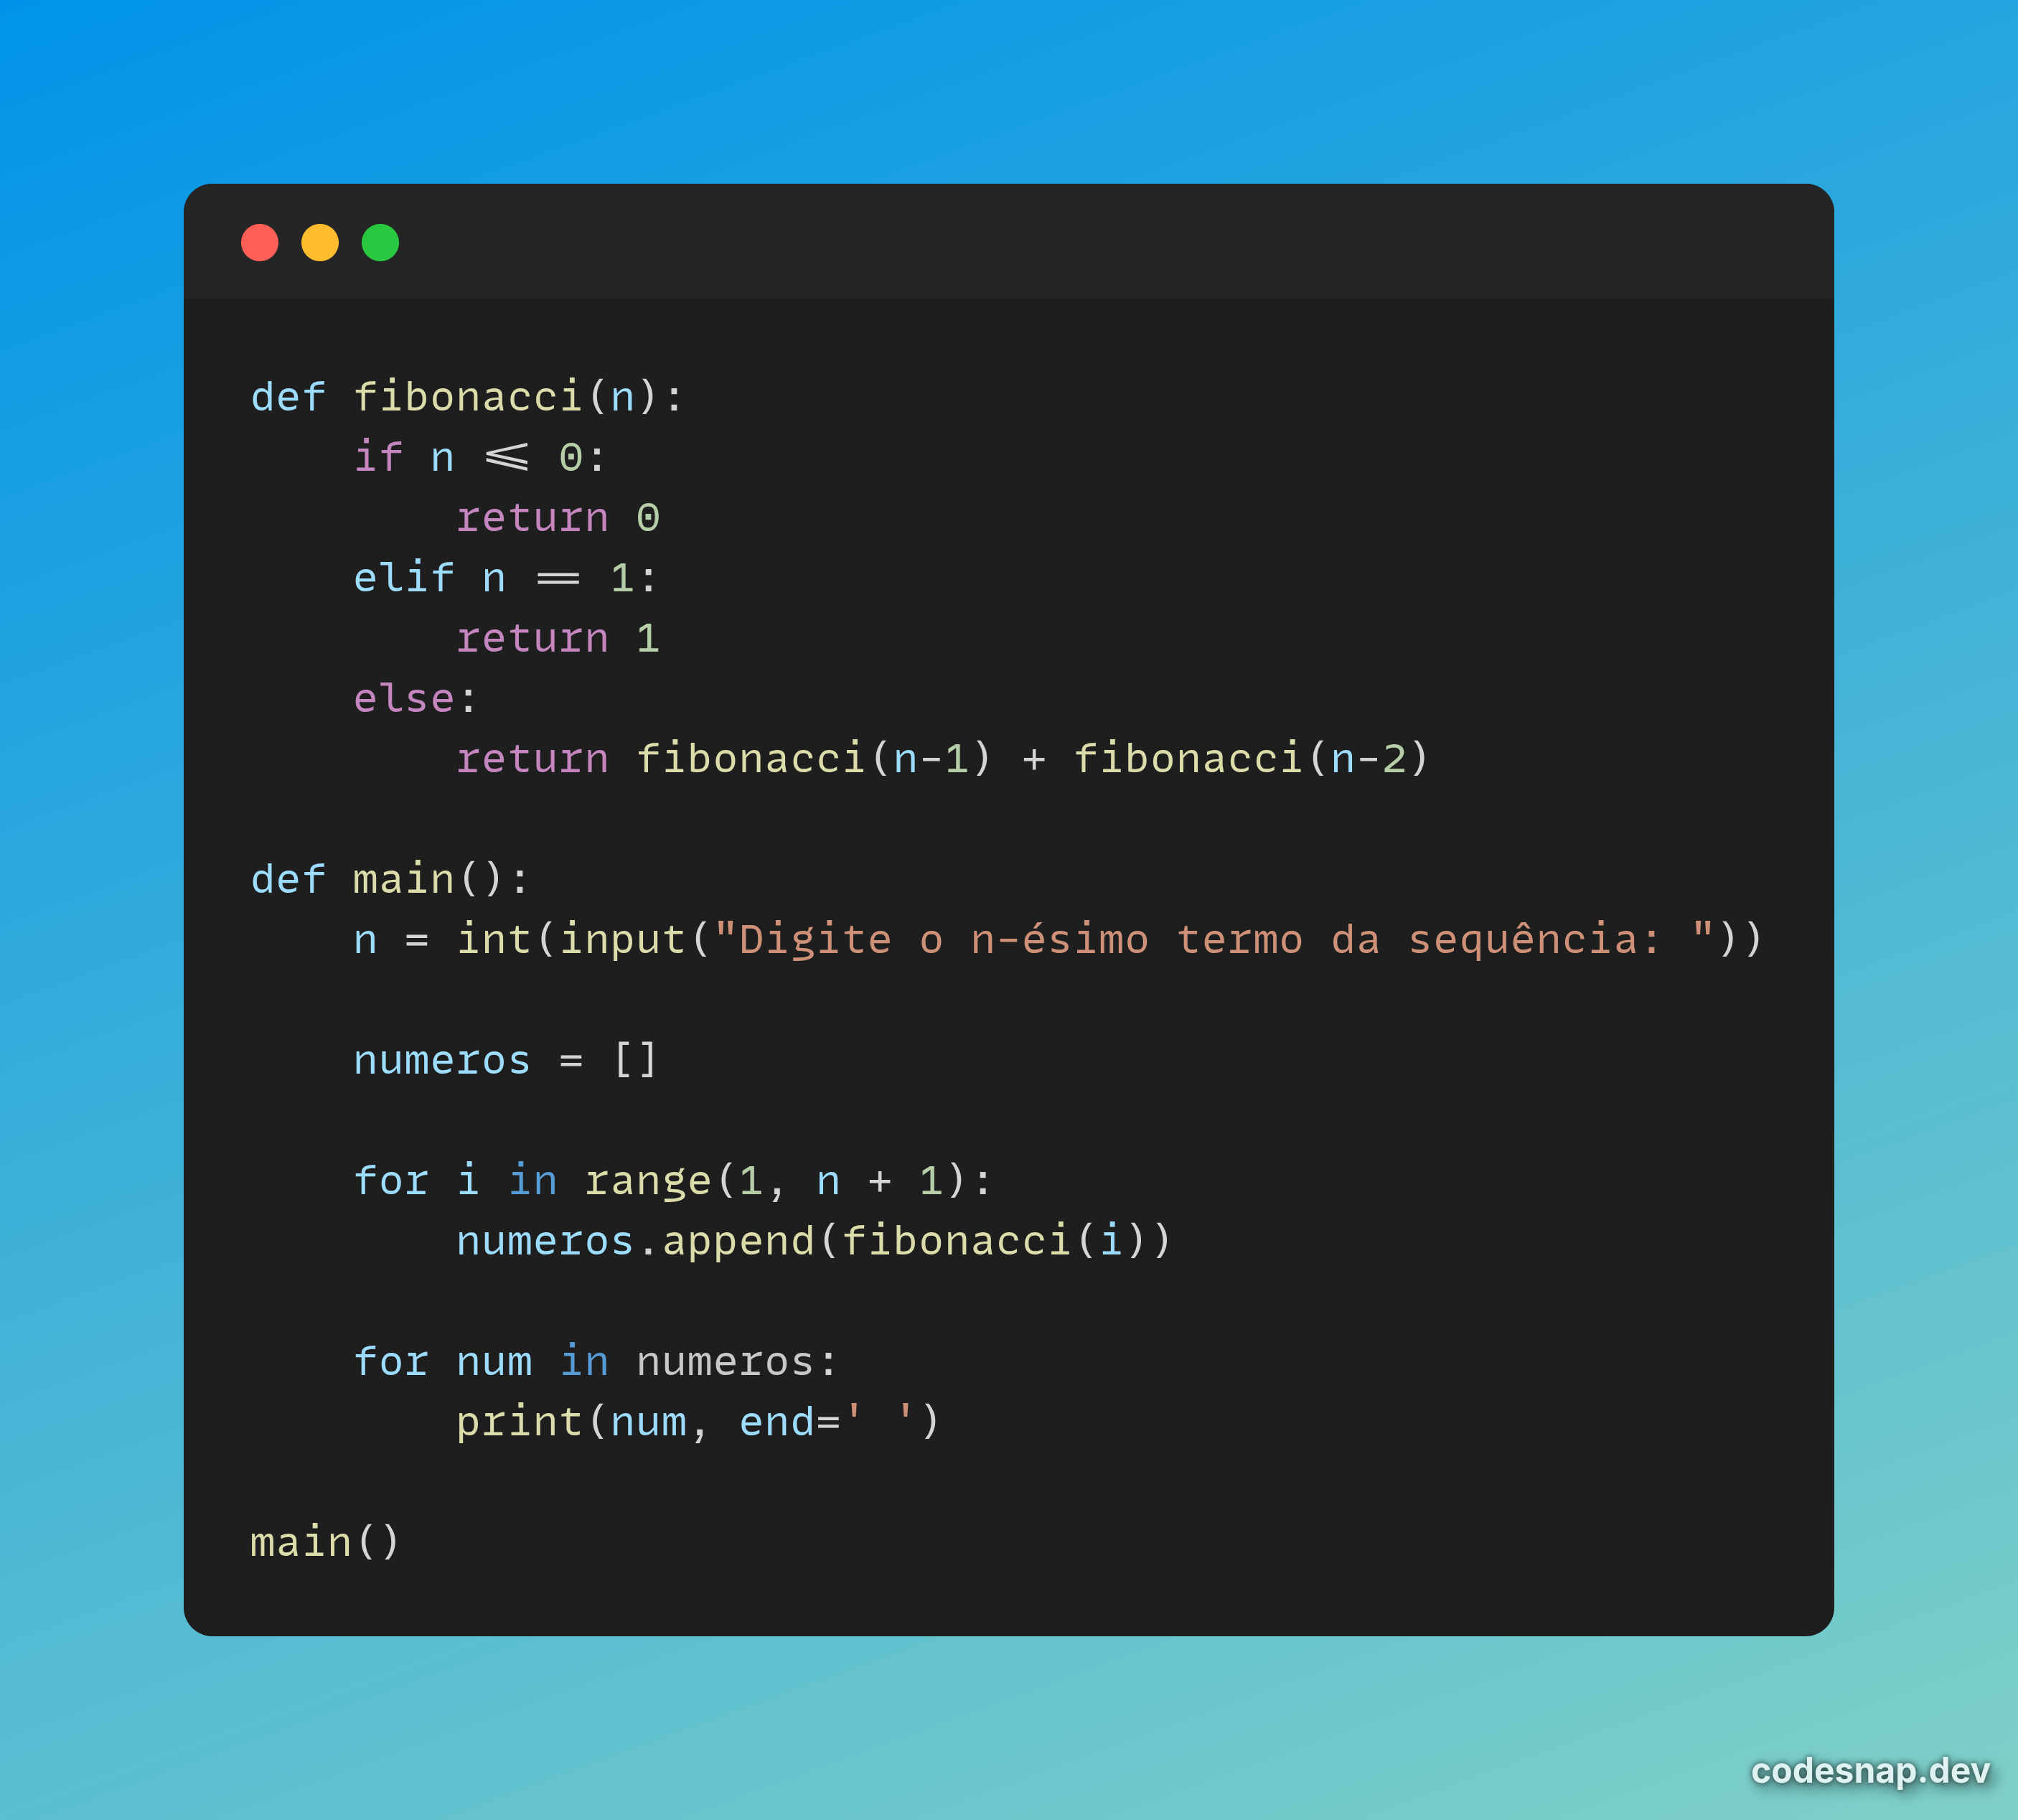 def fibonacci(n):
    if n <= 0:
        return 0
    elif n == 1:
        return 1
    else:
        return fibonacci(n-1) + fibonacci(n-2)

def main():
    n = int(input("Digite o n-ésimo termo da sequência: "))

    numeros = []

    for i in range(1, n + 1):
        numeros.append(fibonacci(i))

    for num in numeros:
        print(num, end=' ')

main()
codesnap.dev